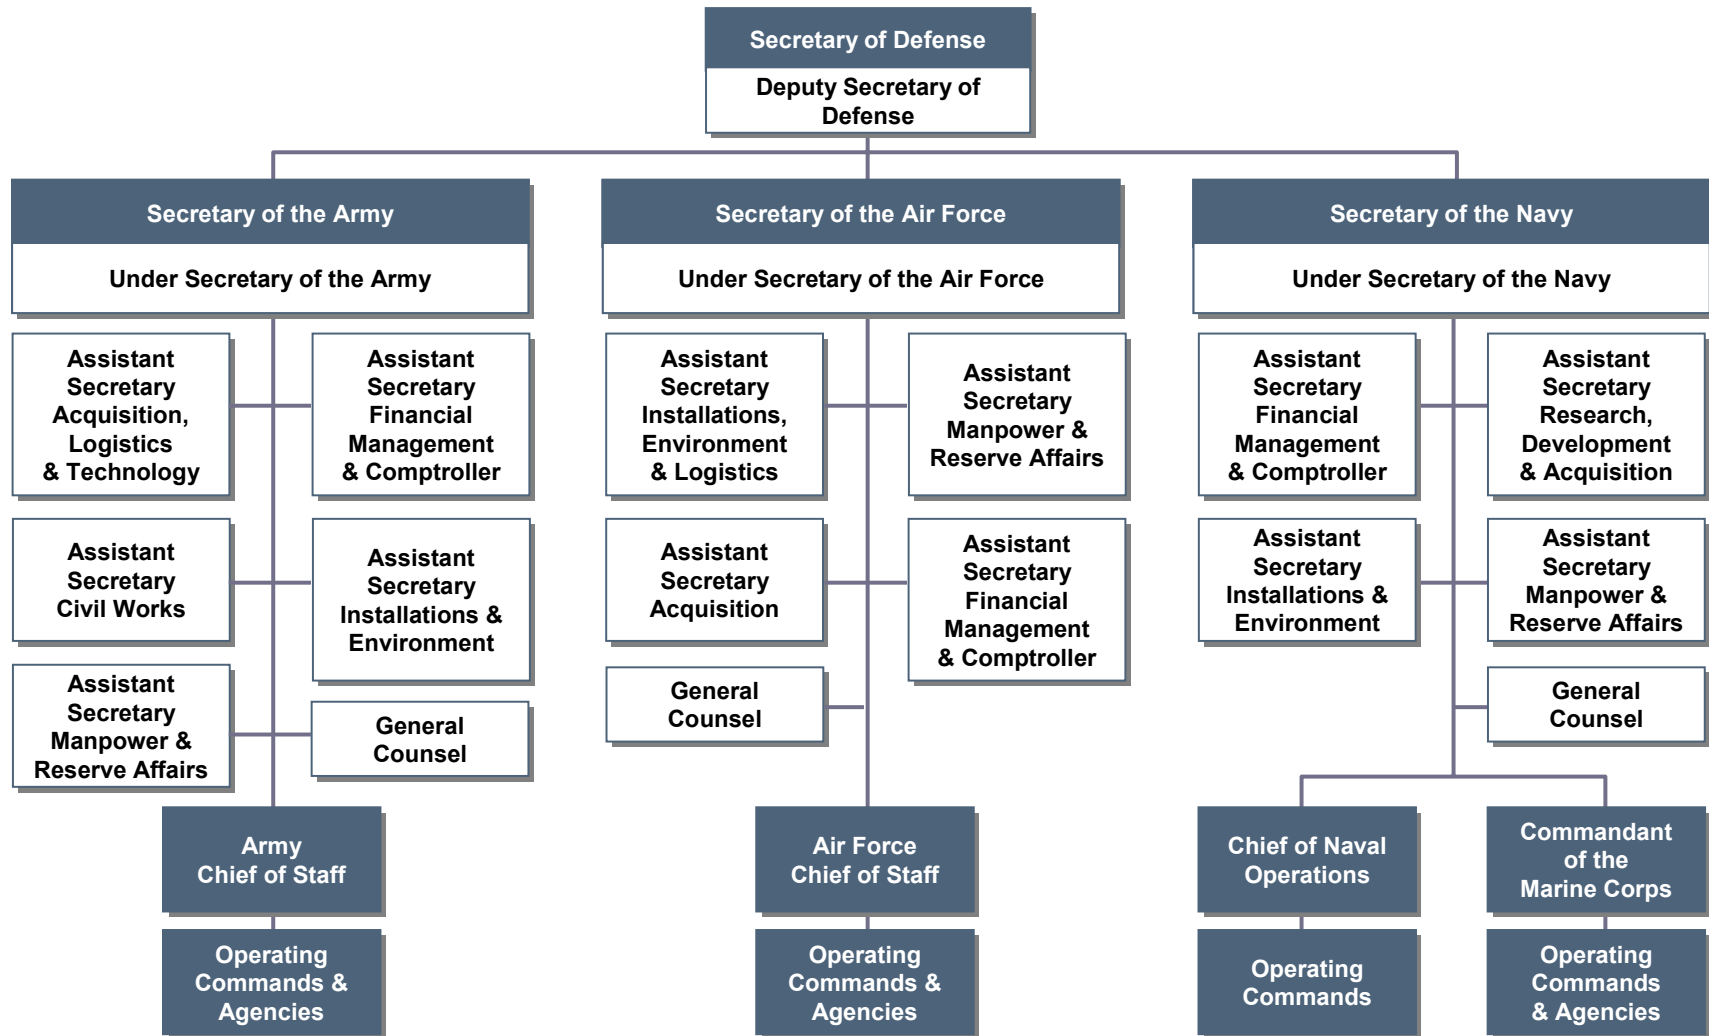 Secretary of Defense
Deputy Secretary of
Defense
Secretary of the Army
Under Secretary of the Army
Assistant
Secretary
Acquisition,
Logistics
& Technology
Assistant
Secretary
Financial
Management
& Comptroller
Assistant
Secretary
Civil Works
Assistant
Secretary
Installations &
Environment
Assistant
Secretary
Manpower &
Reserve Affairs
General
Counsel
Army
Chief of Staff
Operating
Commands &
Agencies
Secretary of the Air Force
Under Secretary of the Air Force
Assistant
Secretary
Installations,
Environment
& Logistics
Assistant
Secretary
Manpower &
Reserve Affairs
Assistant
Secretary
Acquisition
Assistant
Secretary
Financial
Management
& Comptroller
General
Counsel
Air Force
Chief of Staff
Operating
Commands &
Agencies
Secretary of the Navy
Under Secretary of the Navy
Assistant
Secretary
Financial
Management
& Comptroller
Assistant
Secretary
Research,
Development
& Acquisition
Assistant
Secretary
Installations &
Environment
Assistant
Secretary
Manpower &
Reserve Affairs
General
Counsel
Chief of Naval
Operations
Operating
Commands
Commandant
of the
Marine Corps
Operating
Commands
& Agencies